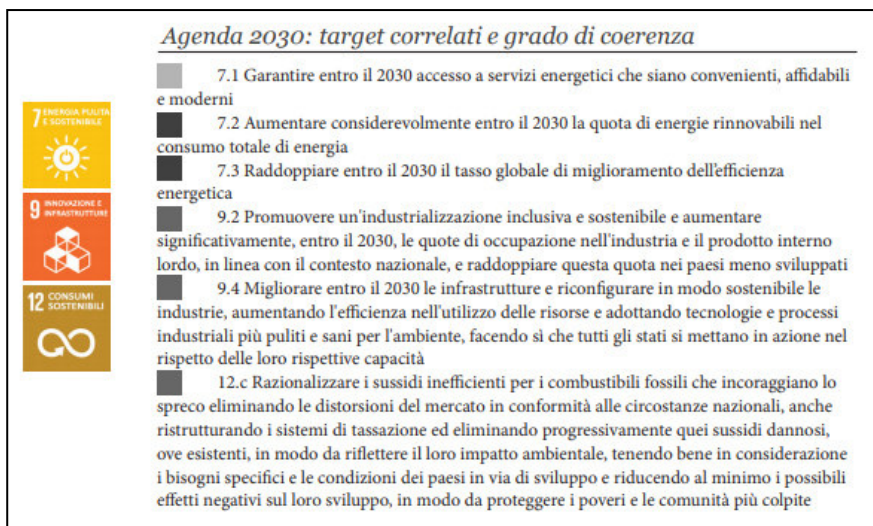 Agenda 2030: target correlati e grado di coerenza
7.1 Garantire entro il 2030 accesso a servizi energetici che siano convenienti, affidabili
e moderni
7.2 Aumentare considerevolmente entro il 2030 la quota di energie rinnovabili nel
consumo totale di energia
7.3 Raddoppiare entro il 2030 il tasso globale di miglioramento dell'efficienza
energetica
9.2 Promuovere un'industrializzazione inclusiva e sostenibile e aumentare
significativamente, entro il 2030, le quote di occupazione nell'industria e il prodotto interno
lordo, in linea con il contesto nazionale, e raddoppiare questa quota nei paesi meno sviluppati
9.4 Migliorare entro il 2030 le infrastrutture e riconfigurare in modo sostenibile le
industrie, aumentando l'efficienza nell'utilizzo delle risorse e adottando tecnologie e processi
industriali più puliti e sani per l'ambiente, facendo sì che tutti gli stati si mettano in azione nel
rispetto delle loro rispettive capacità
12.c Razionalizzare i sussidi inefficienti per i combustibili fossili che incoraggiano lo
spreco eliminando le distorsioni del mercato in conformità alle circostanze nazionali, anche
ristrutturando i sistemi di tassazione ed eliminando progressivamente quei sussidi dannosi,
ove esistenti, in modo da riflettere il loro impatto ambientale, tenendo bene in considerazione
i bisogni specifici e le condizioni dei paesi in via di sviluppo e riducendo al minimo i possibili
effetti negativi sul loro sviluppo, in modo da proteggere i poveri e le comunità più colpite
7 ENERGIA PULITA
E SOSTENIBILE
9 INNOVAZIONE E
INFRASTRUTTURE
12 CONSUMI
SOSTENIBILI